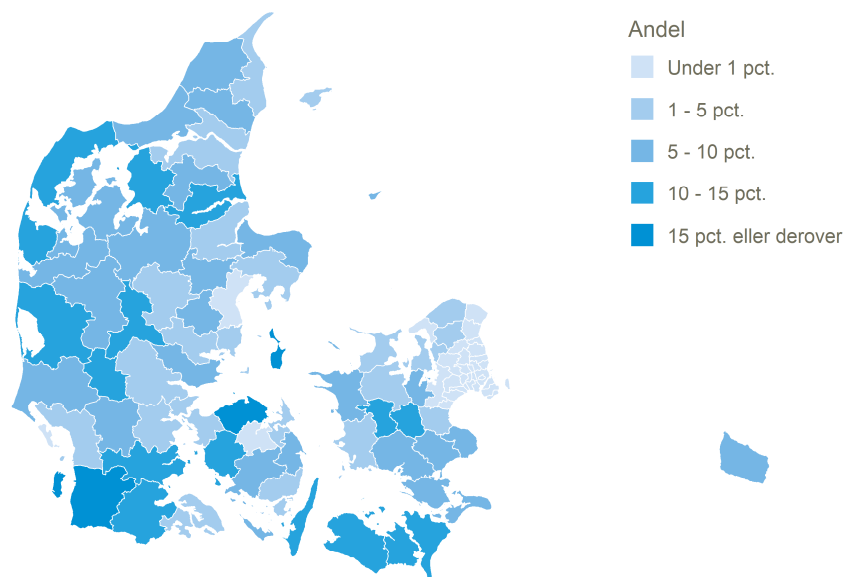 Andel
Under 1 pct.
1 - 5 pct.
5 - 10 pct.
10 - 15 pct.
15 pct. eller derover